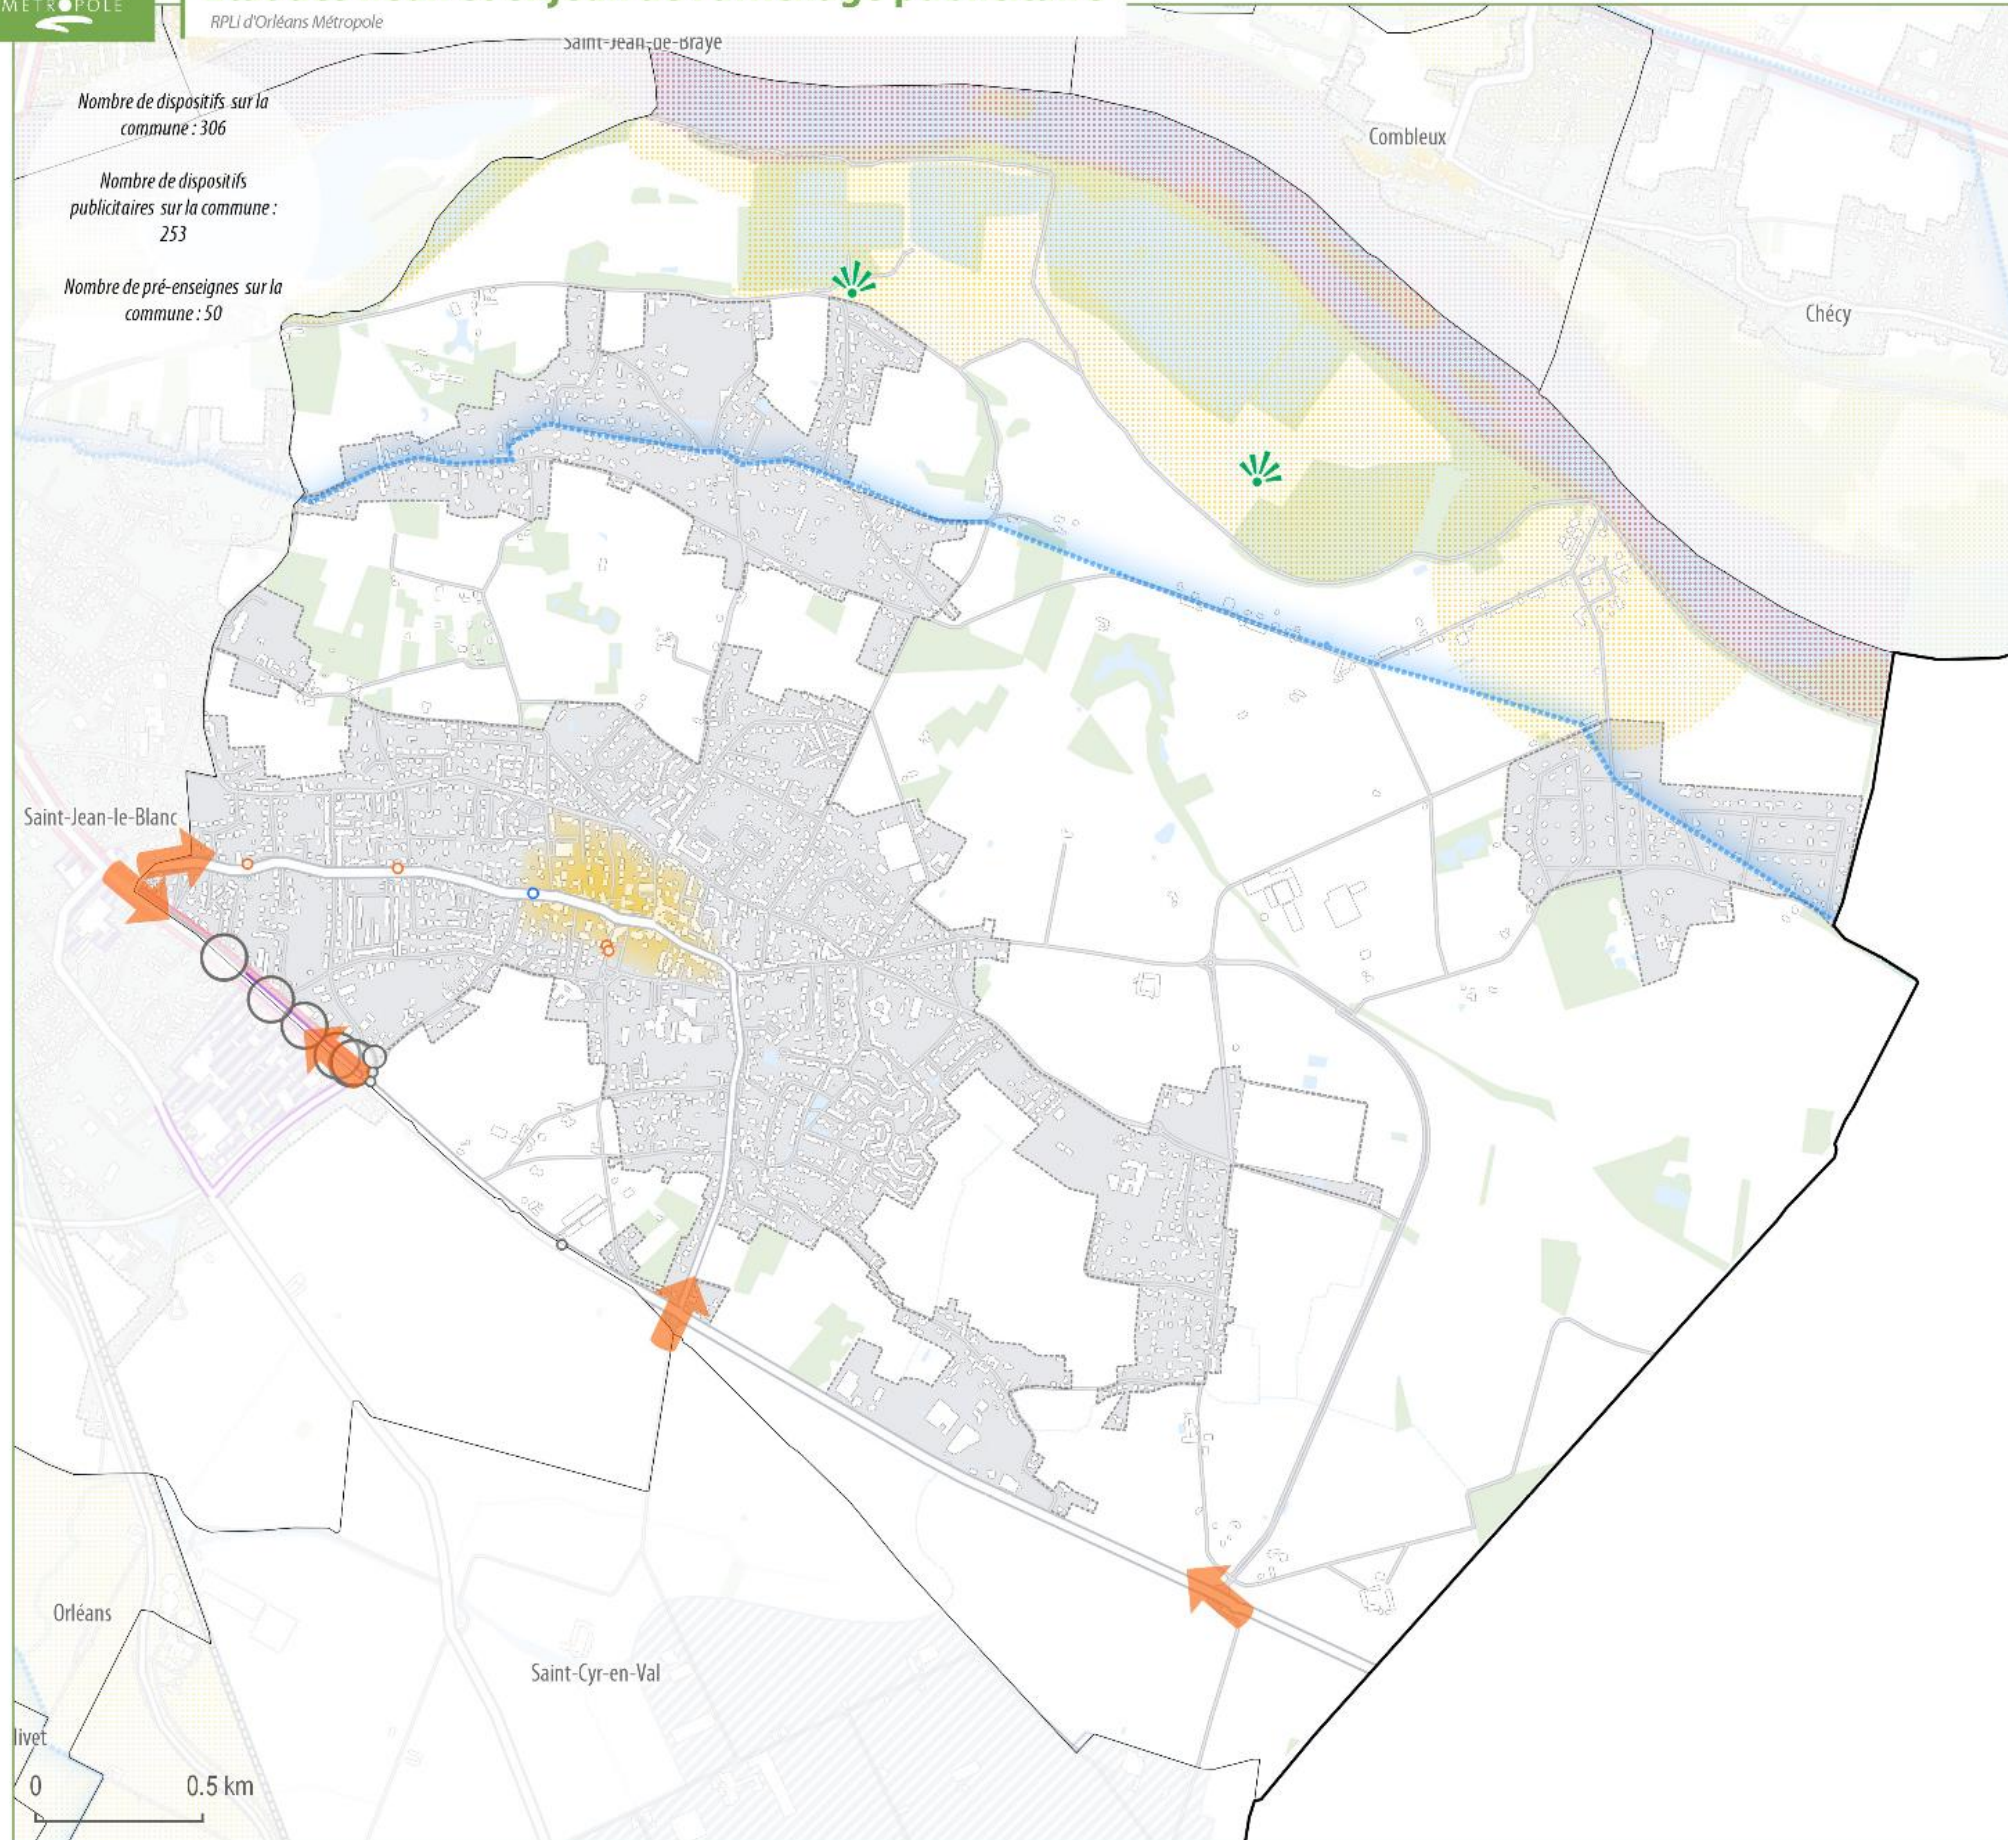 MÉTROPOLE
RPLi d'Orléans Métropole
Saint-Jean-de-Braye
Nombre de dispositifs sur la
commune : 306
Combleux
Nombre de dispositifs
publicitaires sur la commune :
253
Nombre de pré-enseignes sur la
commune : 50
Chécy
Saint-Jean-le-Blanc
Orléans
Saint-Cyr-en-Val
livet
0
0.5 km